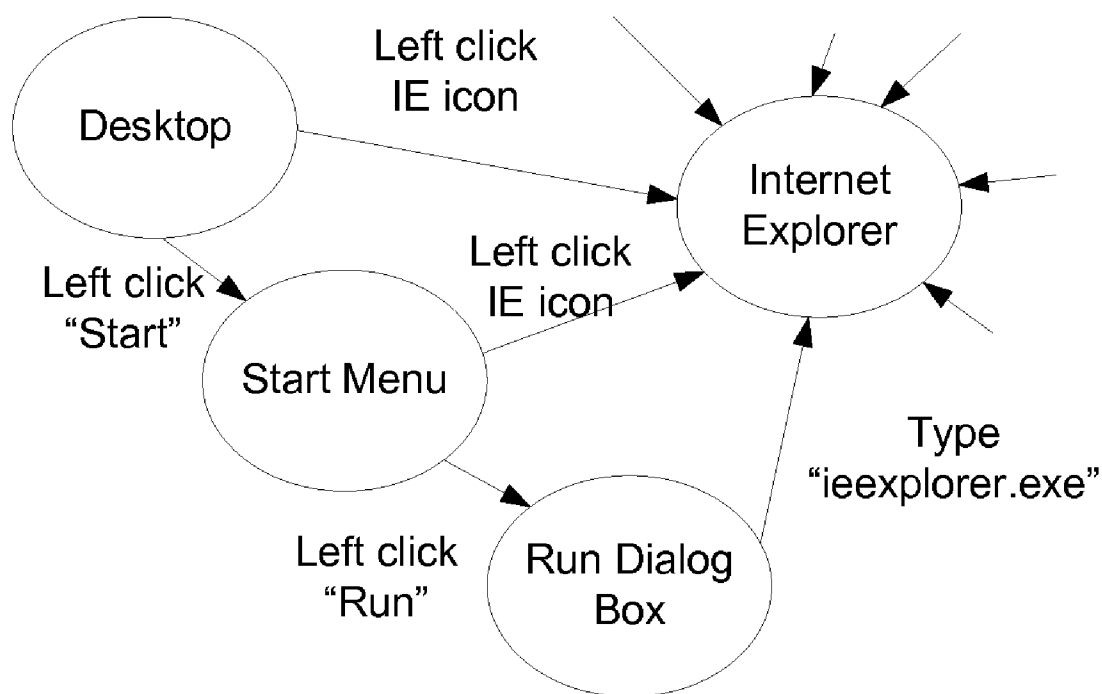 Left click
IE icon
Desktop
Internet
Explorer
Left click
IE icon
Left click
“Start”
Start Menu
Type
“ieexplorer.exe”
Left click
“Run”
Run Dialog
Box